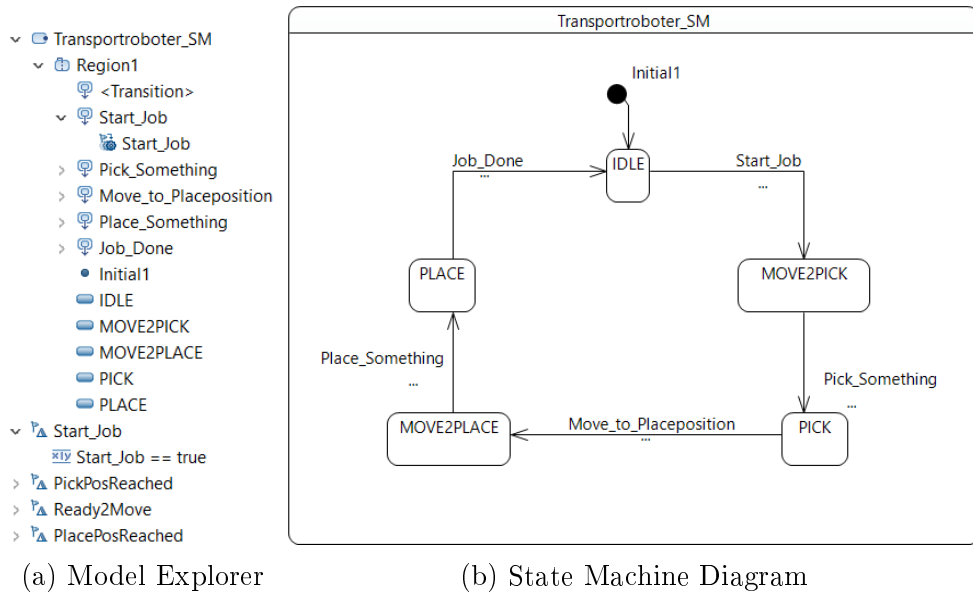 Transportroboter_SM
Region1
<Transition>
Start_Job
Start_Job
Pick_Something
Move_to_Placeposition
Place_Something
Job_Done
Initial1
IDLE
MOVE2PICK
MOVE2PLACE
PICK
PLACE
Start_Job
x|y Start_Job == true
PickPosReached
Ready2Move
PlacePosReached
(a) Model Explorer
Transportroboter_SM
Initial1
Job_Done
...
IDLE
Start_Job
...
PLACE
MOVE2PICK
Place_Something
...
Pick_Something
...
MOVE2PLACE
Move_to_Placeposition
...
PICK
(b) State Machine Diagram